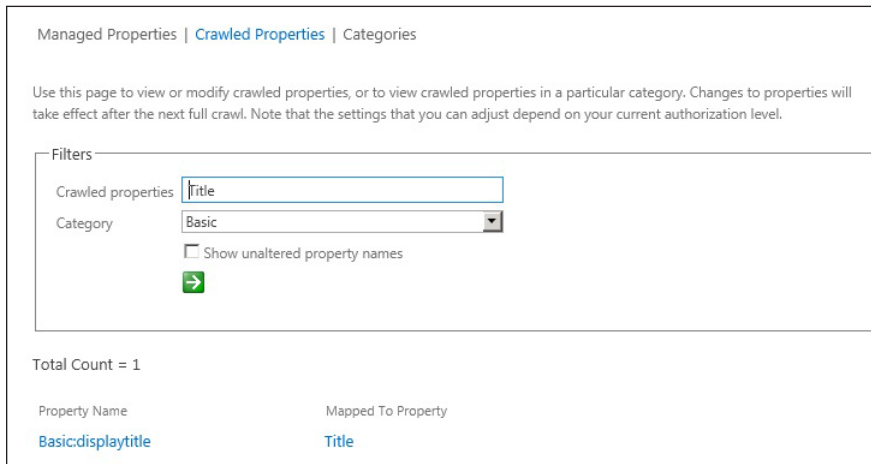 Managed Properties | Crawled Properties | Categories
Use this page to view or modify crawled properties, or to view crawled properties in a particular category. Changes to properties will
take effect after the next full crawl. Note that the settings that you can adjust depend on your current authorization level.
Filters
Crawled properties Title
Category Basic
Show unaltered property names
Total Count = 1
Property Name Mapped To Property
Basic:displaytitle Title